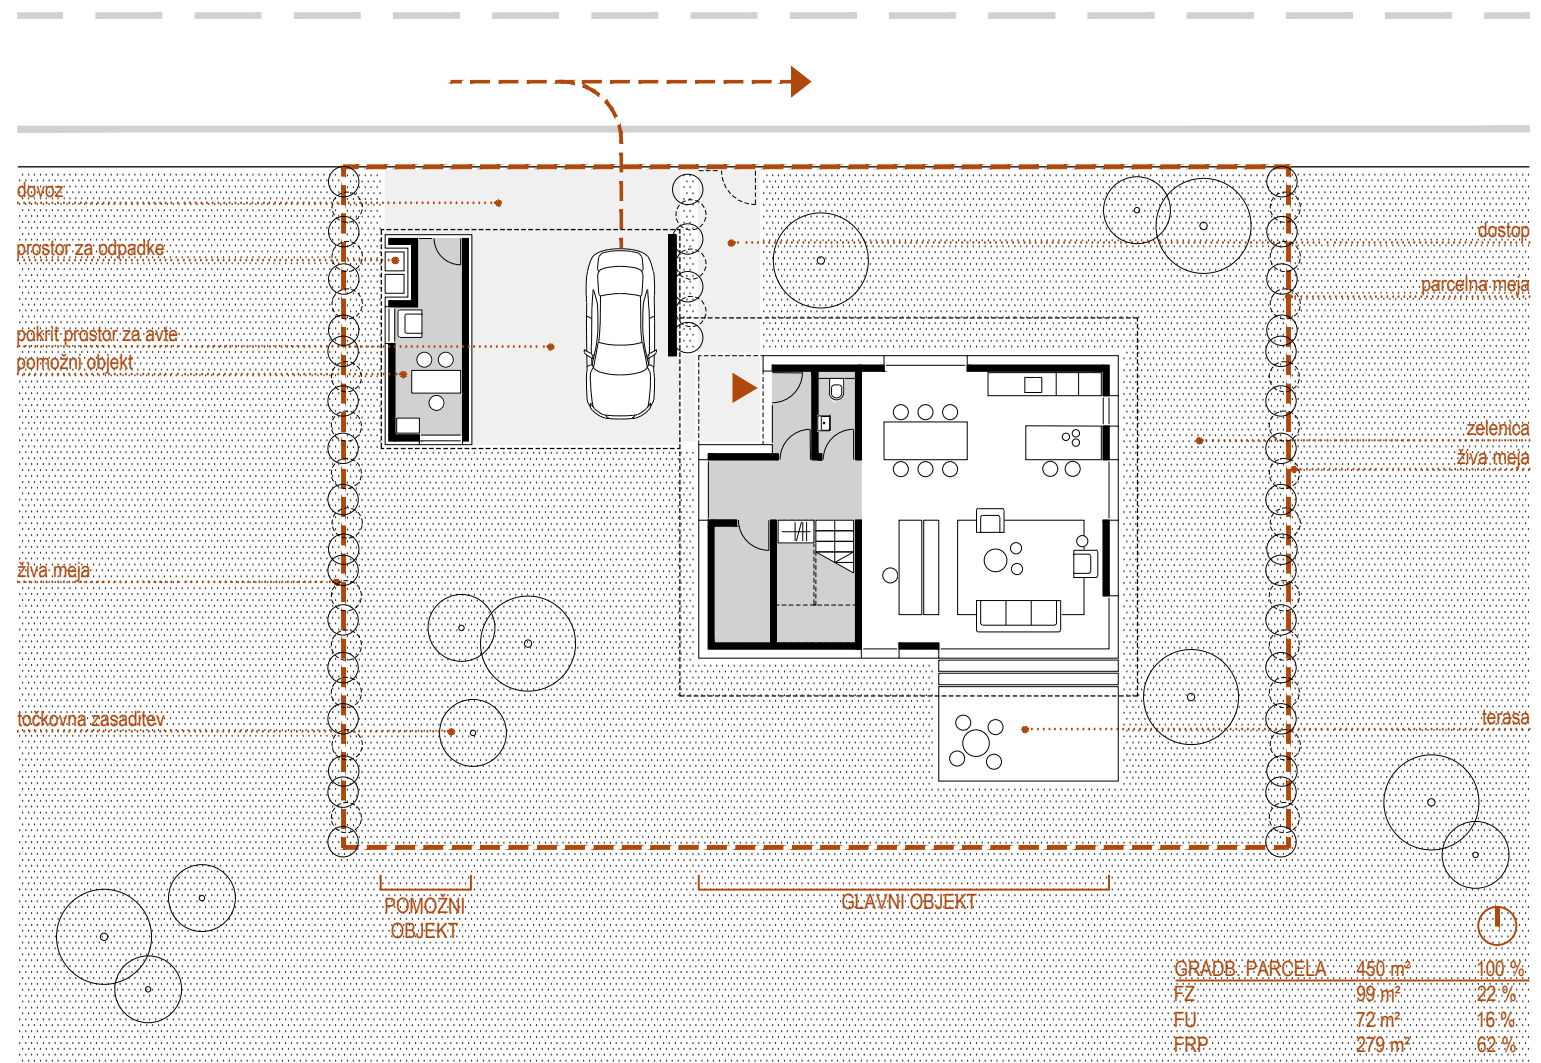 dovoz
prostor za odpadke
pokrit prostor za avte
pomožni objekt
živa meja
točkovna zasaditev
dostop
parcelna meja
zelenica
živa meja
terasa
POMOŽNI
OBJEKT
GLAVNI OBJEKT
GRADB. PARCELA 450 m² 100 %
FZ 99 m² 22 %
FU 72 m² 16 %
FRP 279 m² 62 %